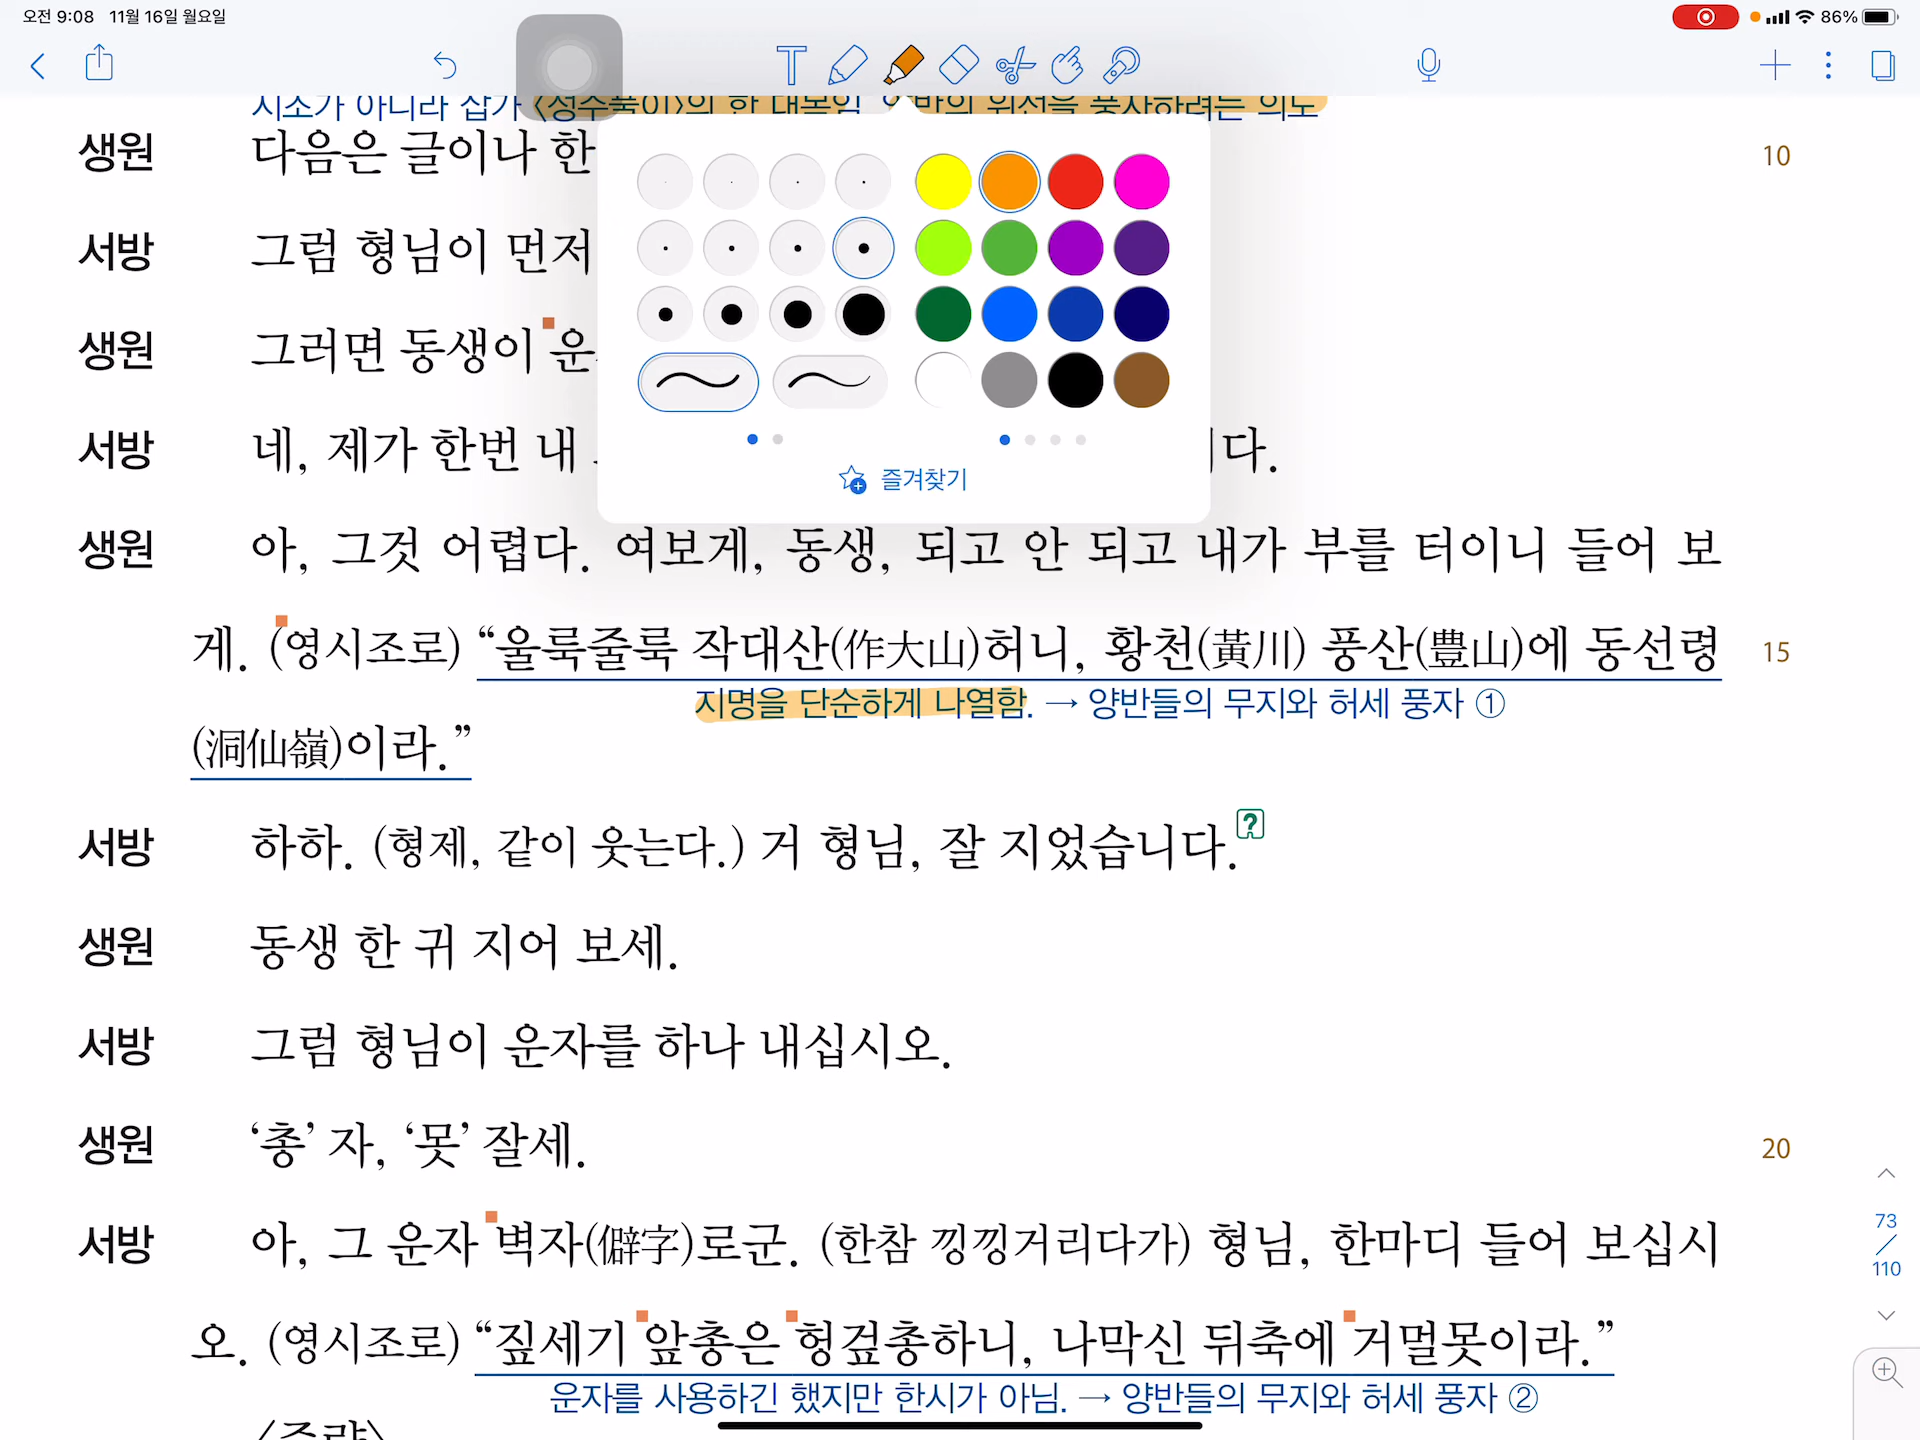 오전 9:08 11월 16일 월요일
86%
생원 다음은 글이나 한 10
서방 그럼 형님이 먼저
생원 그러면 동생이 운
서방 네, 제가 한번 내 다.
즐겨찾기
생원 아, 그것 어렵다. 여보게, 동생, 되고 안 되고 내가 부를 터이니 들어 보
게. (영시조로) “울룩줄룩 작대산(作大山)허니, 황천(黃川) 풍산(豊山)에 동선령 15
지명을 단순하게 나열함. → 양반들의 무지와 허세 풍자 ①
(洞仙嶺)이라.”
서방 하하. (형제, 같이 웃는다.) 거 형님, 잘 지었습니다.?
생원 동생 한 귀 지어 보세.
서방 그럼 형님이 운자를 하나 내십시오.
생원 ‘총’ 자, ‘못’ 잘세. 20
서방 아, 그 운자 벽자(僻字)로군. (한참 낑낑거리다가) 형님, 한마디 들어 보십시
오. (영시조로) “짚세기 앞총은 헝겊총하니, 나막신 뒤축에 거멀못이라.”
운자를 사용하긴 했지만 한시가 아님. → 양반들의 무지와 허세 풍자 ②
73
110